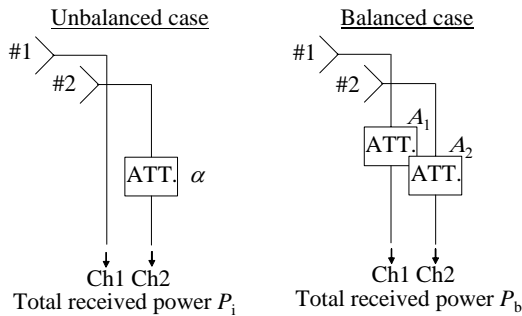 Unbalanced case
#1
#2
ATT. α
Ch1 Ch2
Total received power Pi
Balanced case
#1
#2
A1
ATT.
A2
ATT.
Ch1 Ch2
Total received power Pb